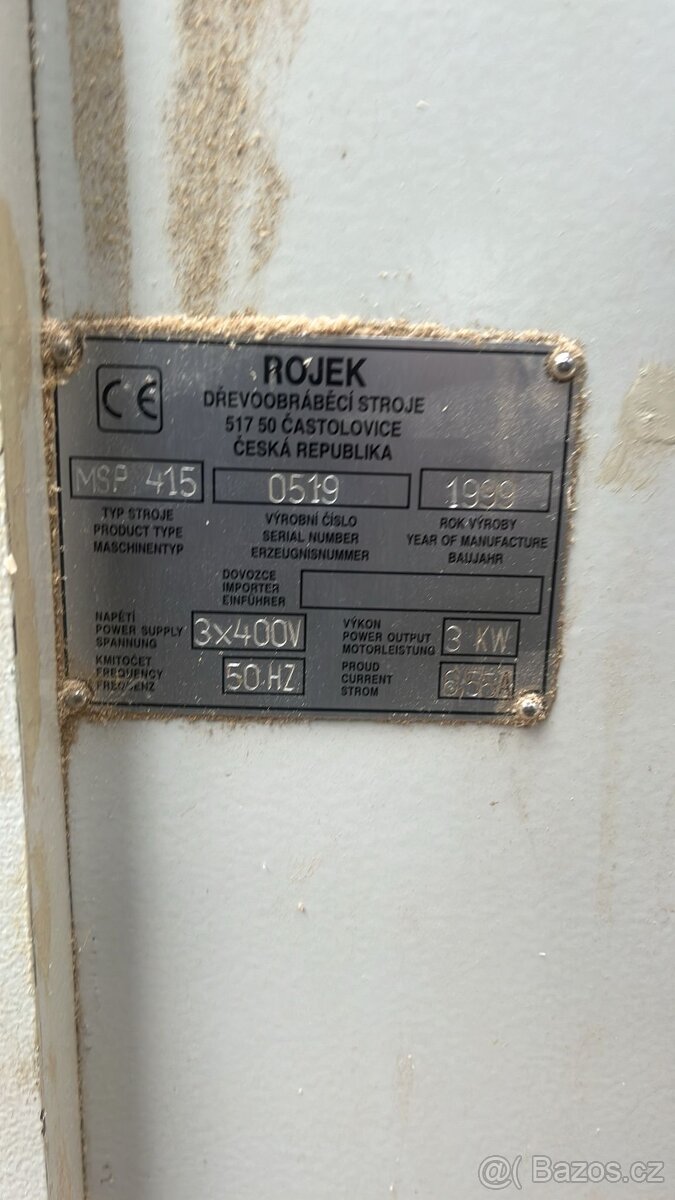 CE
ROJEK
DŘEVOOBRÁBĚCÍ STROJE
517 50 ČASTOLOVICE
ČESKÁ REPUBLIKA
MSP 415 0519 1999
TYP STROJE VÝROBNÍ ČÍSLO ROK VÝROBY
PRODUCT TYPE SERIAL NUMBER YEAR OF MANUFACTURE
MASCHINENTYP ERZEUGNISNUMMER BAUJAHR
DOVOZCE
IMPORTER
EINFÜHRER
NAPĚTÍ
POWER SUPPLY
SPANNUNG
3x400V
VÝKON
POWER OUTPUT
MOTORLEISTUNG
3 KW
KMITOČET
FREQUENCY
FREQUENZ
50 HZ
PROUD
CURRENT
STROM
@( Bazos.cz